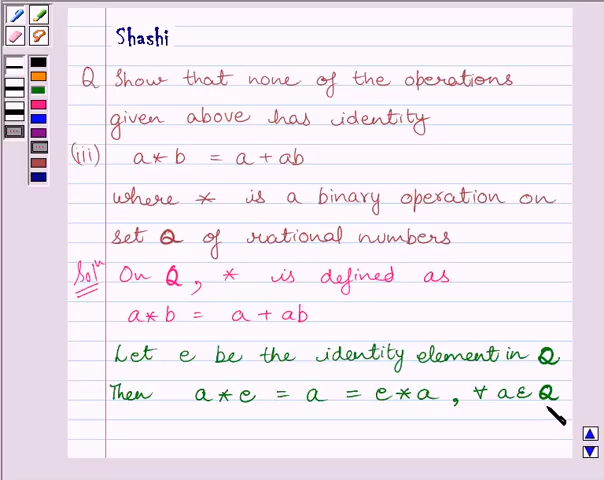 Shashi
Q Show that none of the operations
given above has identity
(iii) a * b = a + ab
where * is a binary operation on
set Q of rational numbers
Solⁿ On Q, * is defined as
a * b = a + ab
Let e be the identity element in Q
Then a * e = a = e * a, ∀ a ε Q